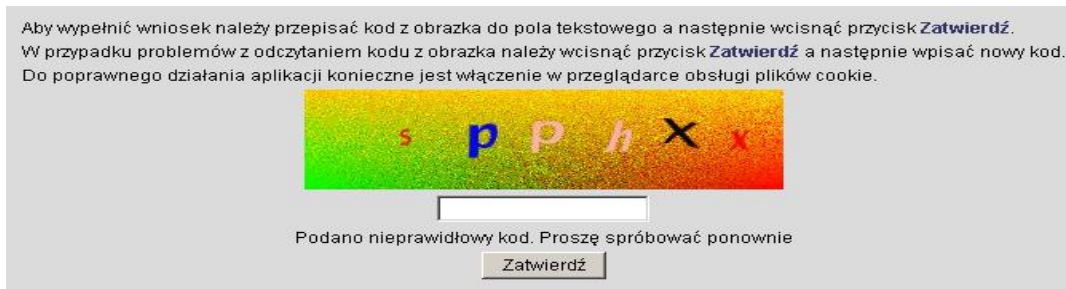 Aby wypełnić wniosek należy przepisać kod z obrazka do pola tekstowego a następnie wcisnąć przycisk Zatwierdź.
W przypadku problemów z odczytaniem kodu z obrazka należy wcisnąć przycisk Zatwierdź a następnie wpisać nowy kod.
Do poprawnego działania aplikacji konieczne jest włączenie w przeglądarce obsługi plików cookie.
s p p h x x
Podano nieprawidłowy kod. Proszę spróbować ponownie
Zatwierdź